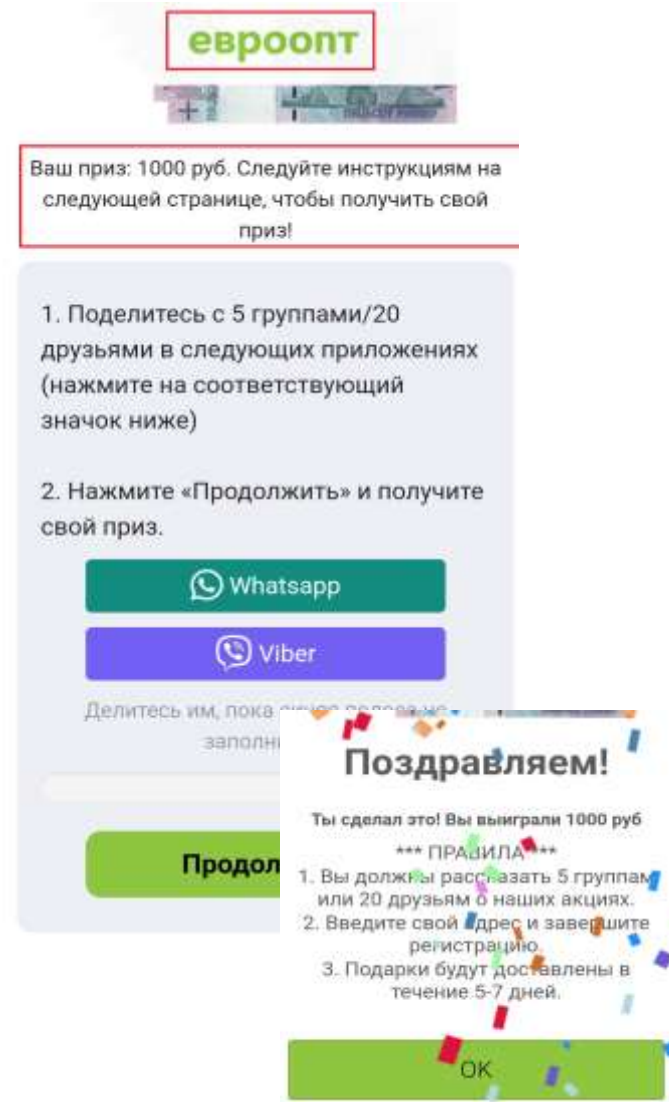 евроопт
Ваш приз: 1000 руб. Следуйте инструкциям на
следующей странице, чтобы получить свой
приз!
1. Поделитесь с 5 группами/20
друзьями в следующих приложениях
(нажмите на соответствующий
значок ниже)
2. Нажмите «Продолжить» и получите
свой приз.
Whatsapp
Viber
Делитесь им, пока
Продол
Поздравляем!
Ты сделал это! Вы выиграли 1000 руб
*** ПРАВИЛА ***
1. Вы должны рассказать 5 группам
или 20 друзьям о наших акциях.
2. Введите свой адрес и завершите
регистрацию.
3. Подарки будут доставлены в
течение 5-7 дней.
OK